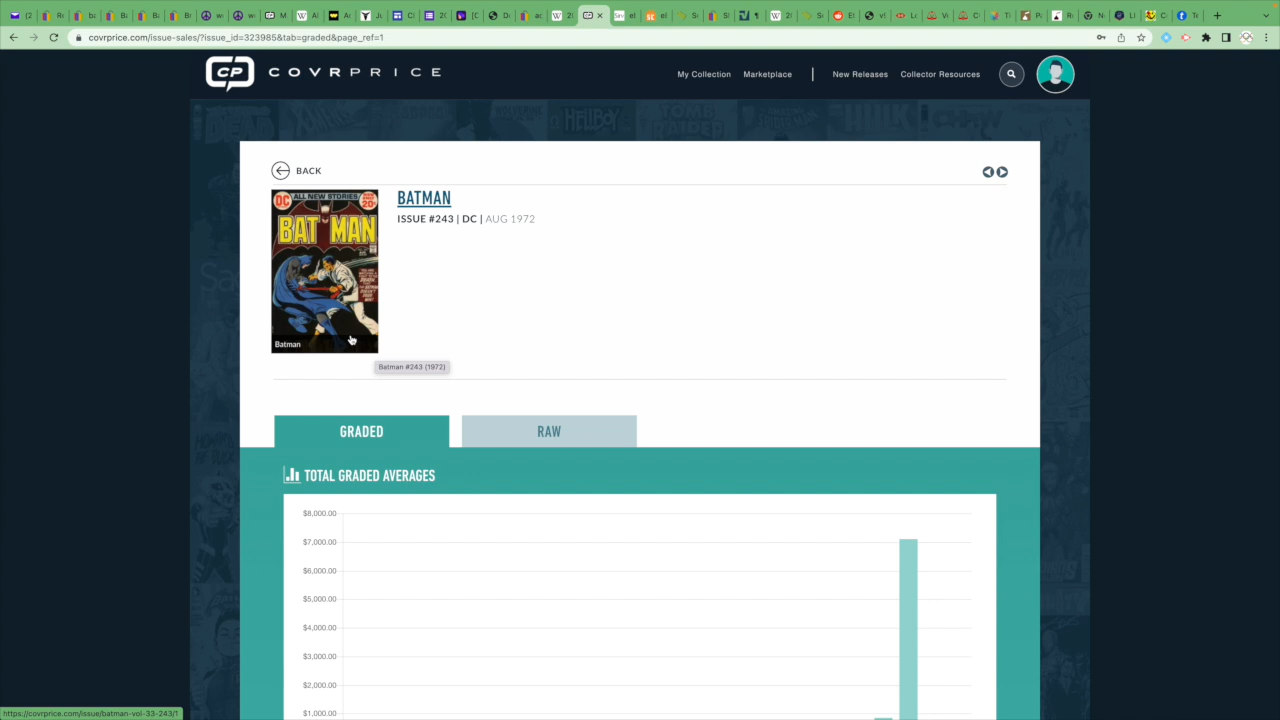 covrprice.com/issue-sales/?issue_id=323985&tab=graded&page_ref=1
CP COVRPRICE
My Collection
Marketplace
New Releases
Collector Resources
BACK
DC ALL NEW STORIES 20¢
BATMAN
Batman
BATMAN
ISSUE #243 | DC | AUG 1972
Batman #243 (1972)
GRADED
RAW
TOTAL GRADED AVERAGES
$8,000.00
$7,000.00
$6,000.00
$5,000.00
$4,000.00
$3,000.00
$2,000.00
$1,000.00
https://covrprice.com/issue/batman-vol-33-243/1